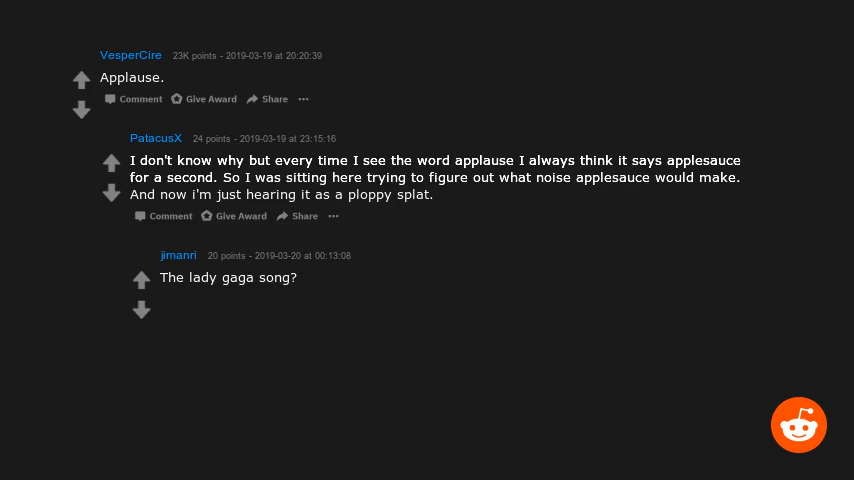 VesperCire 23K points - 2019-03-19 at 20:20:39
Applause.
Comment Give Award Share ...
PatacusX 24 points - 2019-03-19 at 23:15:16
I don't know why but every time I see the word applause I always think it says applesauce
for a second. So I was sitting here trying to figure out what noise applesauce would make.
And now i'm just hearing it as a ploppy splat.
Comment Give Award Share ...
jimanri 20 points - 2019-03-20 at 00:13:08
The lady gaga song?